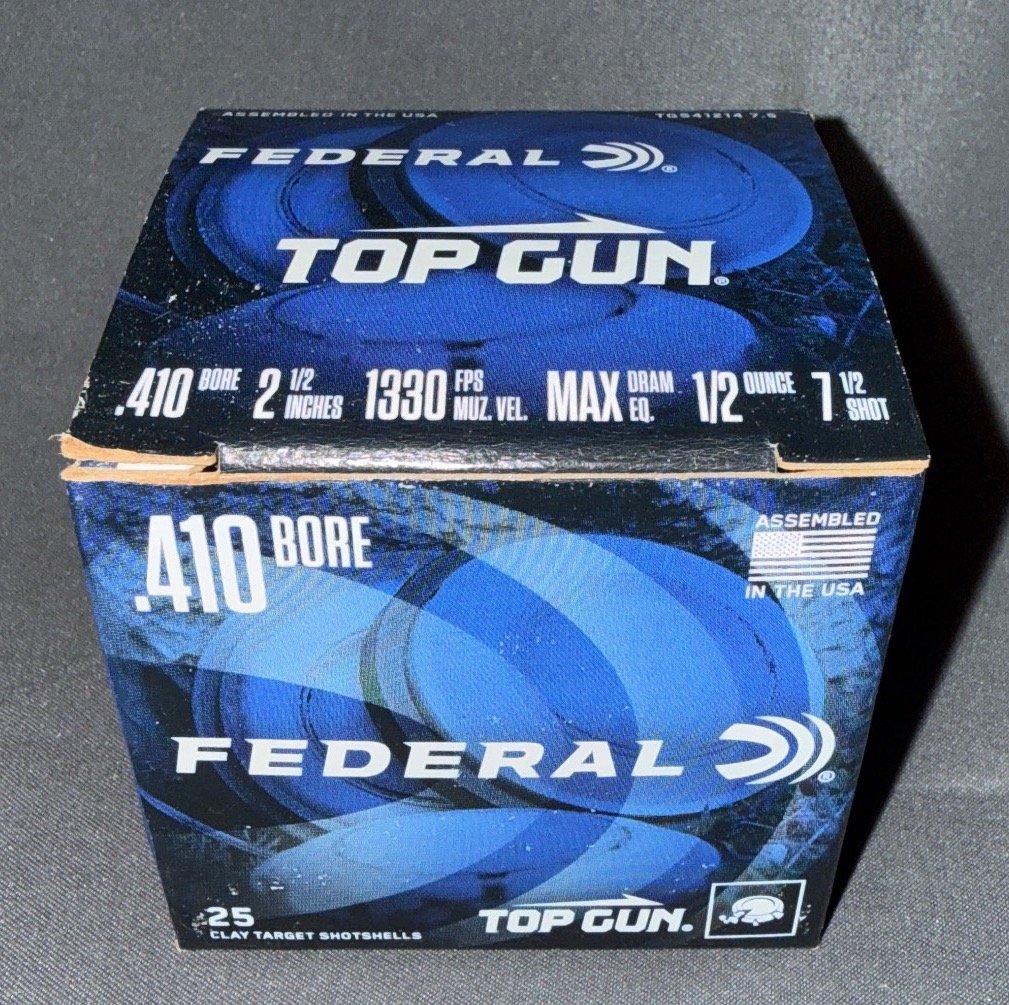 ASSEMBLED IN THE USA TGS41214 7.5
FEDERAL ®
TOP GUN®
.410 BORE 2 1/2 INCHES 1330 FPS MUZ. VEL. MAX DRAM EQ. 1/2 OUNCE 7 1/2 SHOT
.410 BORE
ASSEMBLED
IN THE USA
FEDERAL ®
25
CLAY TARGET SHOTSHELLS
TOP GUN®